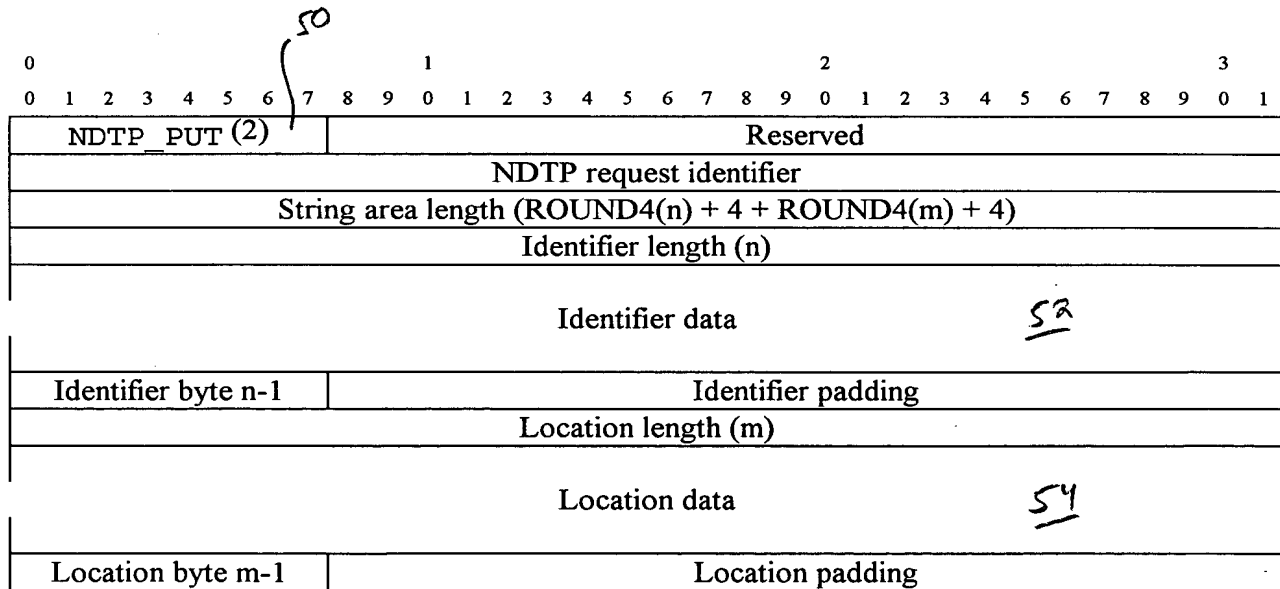 50
0 1 2 3
0 1 2 3 4 5 6 7 8 9 0 1 2 3 4 5 6 7 8 9 0 1 2 3 4 5 6 7 8 9 0 1
NDTP_PUT (2) Reserved
NDTP request identifier
String area length (ROUND4(n) + 4 + ROUND4(m) + 4)
Identifier length (n)
Identifier data 52
Identifier byte n-1 Identifier padding
Location length (m)
Location data 54
Location byte m-1 Location padding